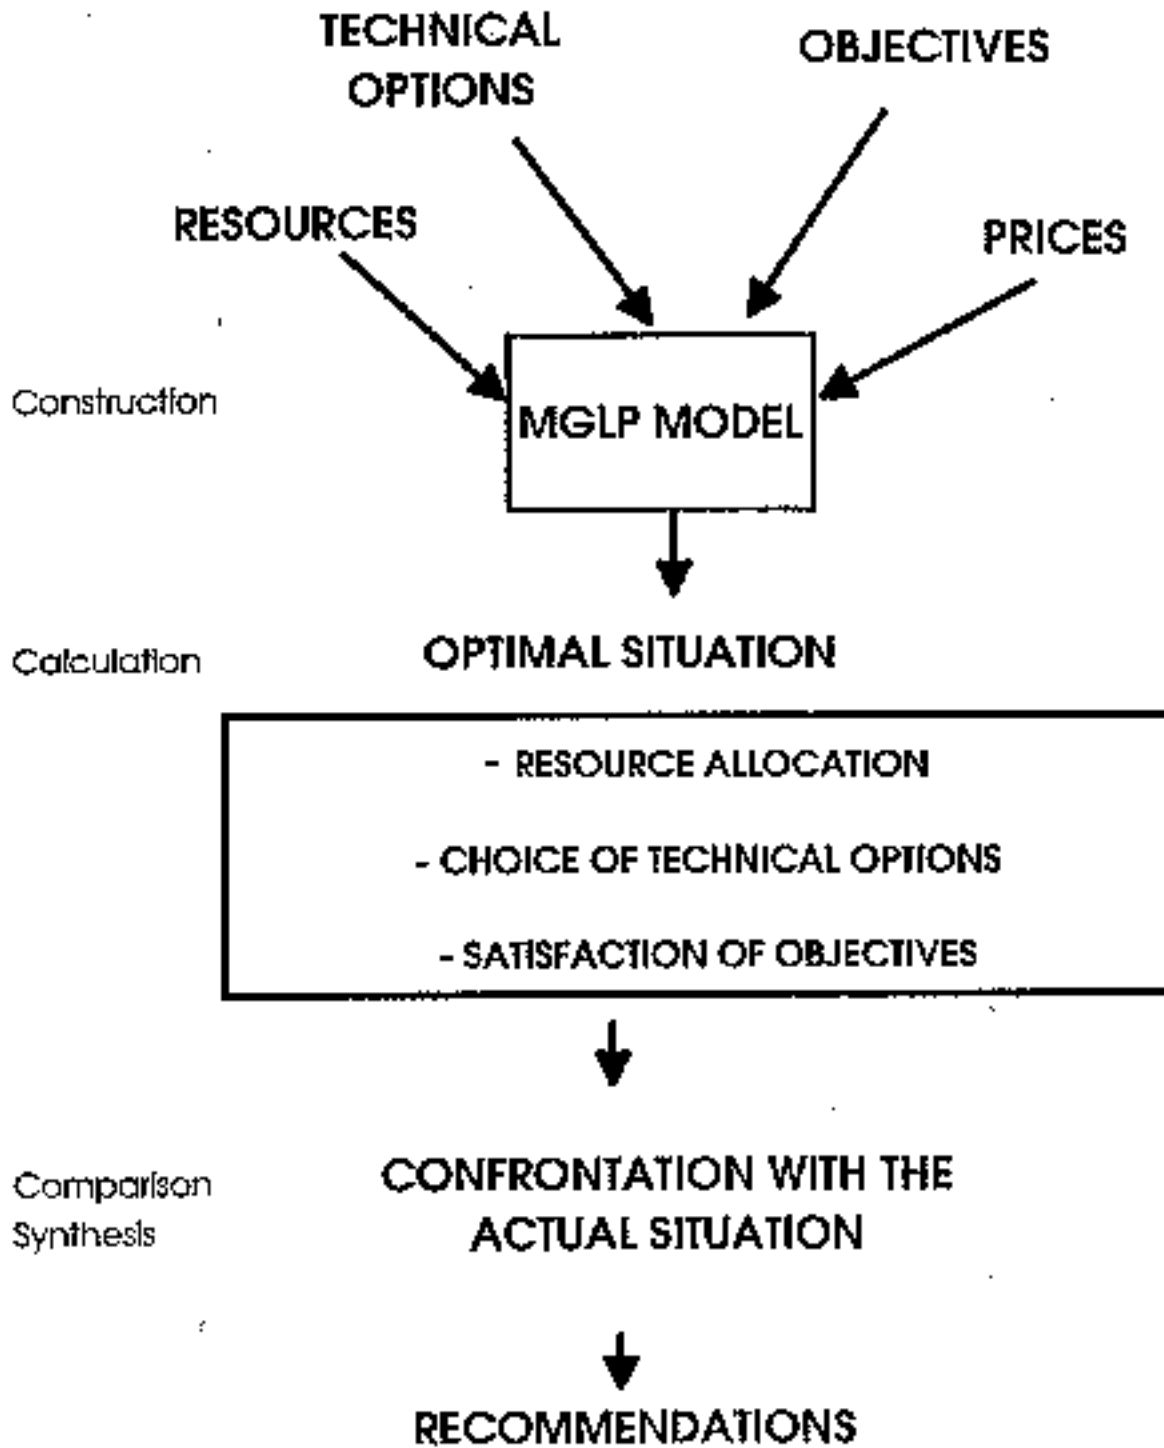 TECHNICAL
OPTIONS
OBJECTIVES
RESOURCES
PRICES
Construction
MGLP MODEL
Calculation
OPTIMAL SITUATION
- RESOURCE ALLOCATION
- CHOICE OF TECHNICAL OPTIONS
- SATISFACTION OF OBJECTIVES
Comparison
Synthesis
CONFRONTATION WITH THE
ACTUAL SITUATION
RECOMMENDATIONS